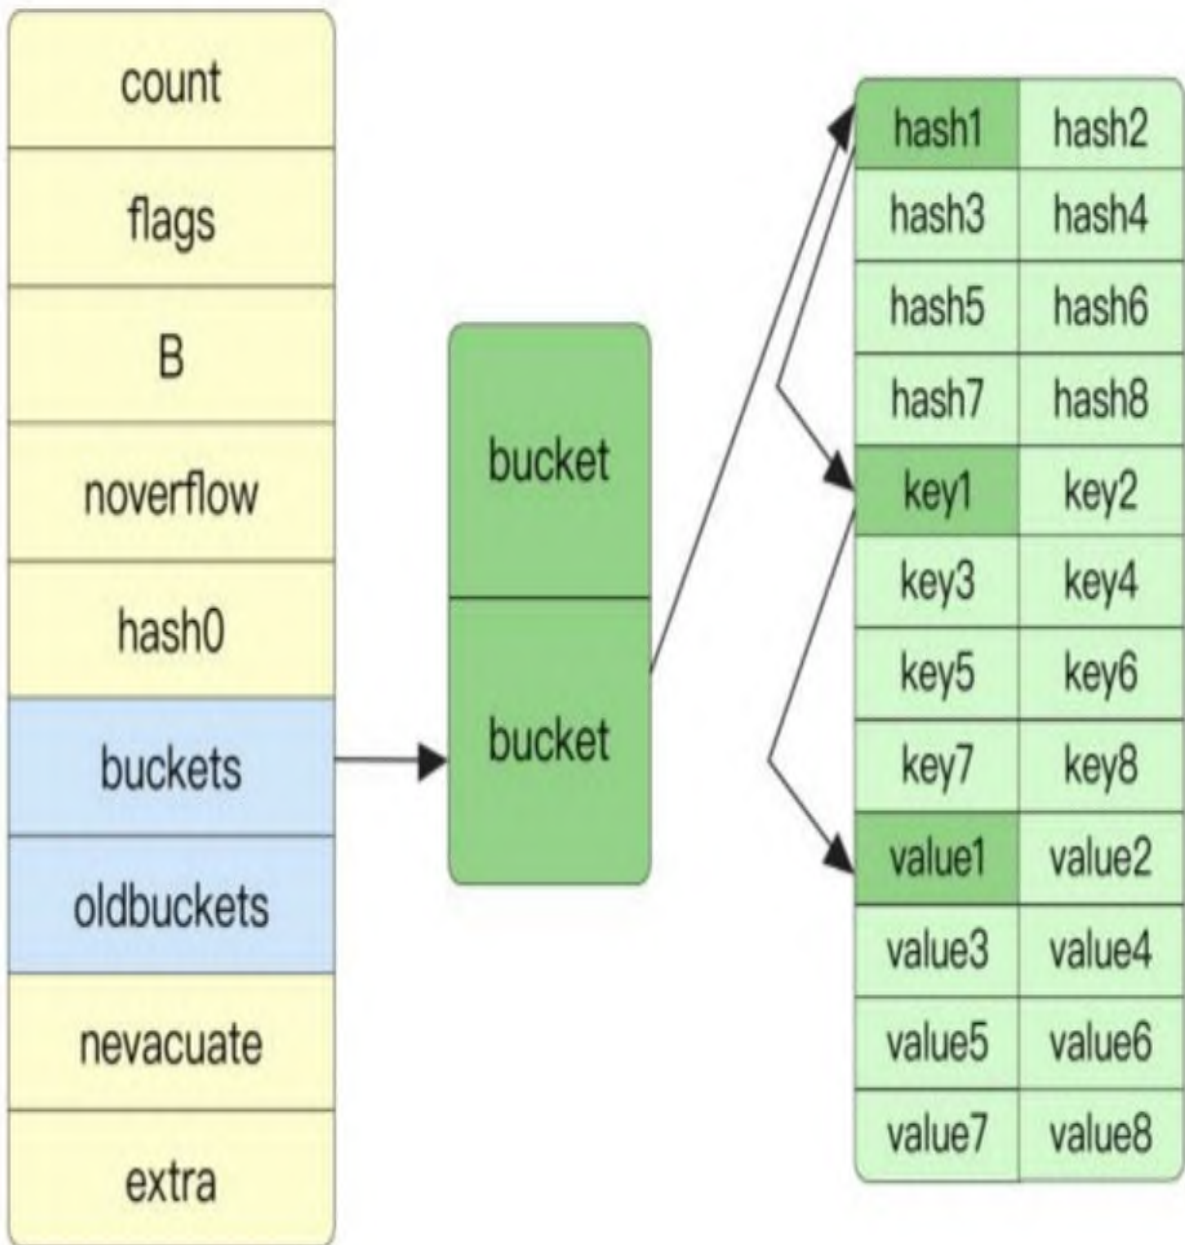 count
flags
B
noverflow
hash0
buckets
oldbuckets
nevacuate
extra
bucket
bucket
hash1 hash2
hash3 hash4
hash5 hash6
hash7 hash8
key1 key2
key3 key4
key5 key6
key7 key8
value1 value2
value3 value4
value5 value6
value7 value8